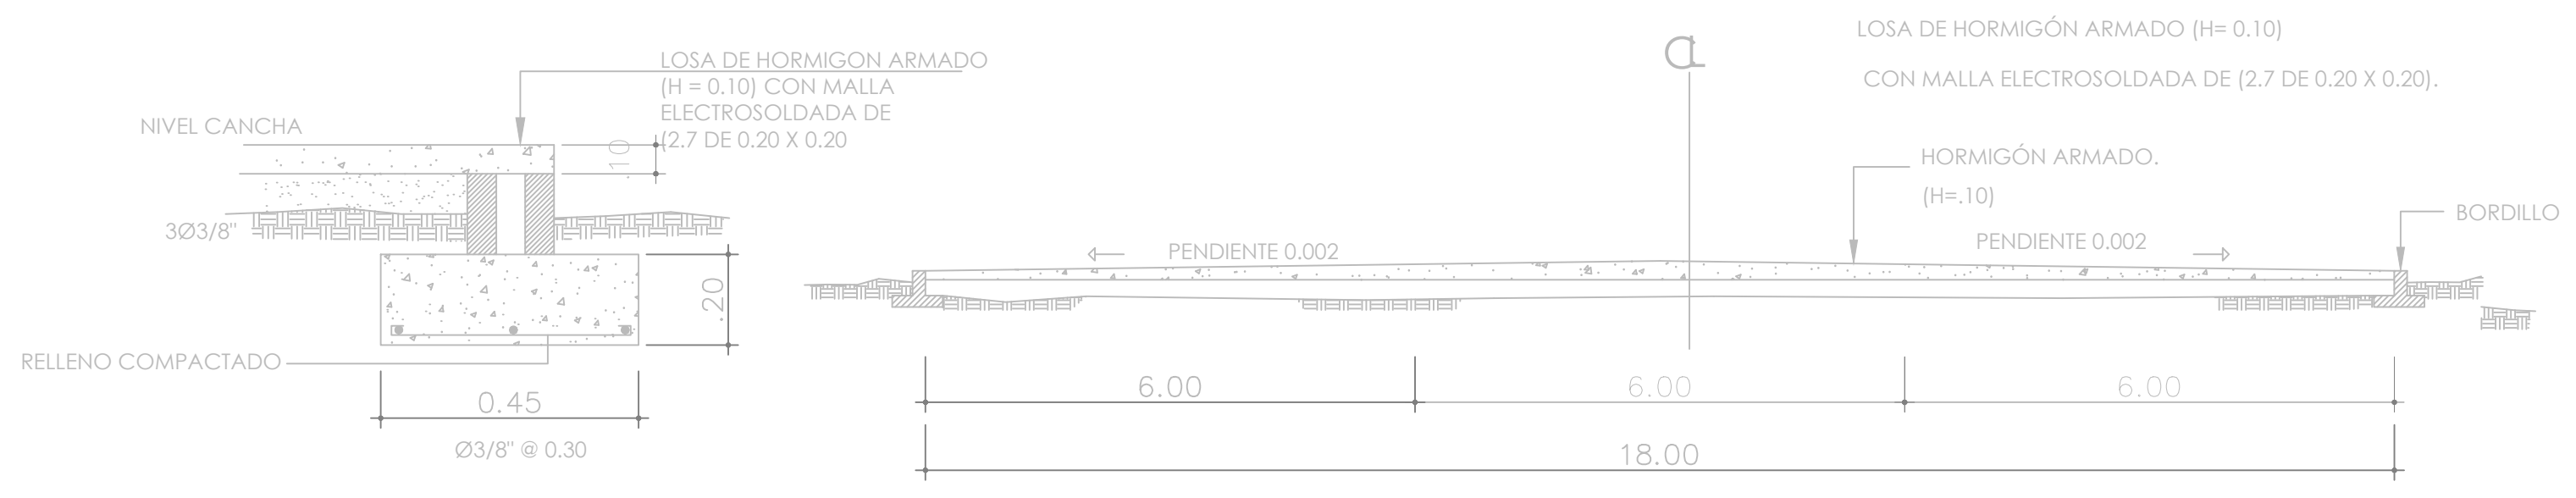 LOSA DE HORMIGON ARMADO
(H = 0.10) CON MALLA
ELECTROSOLDADA DE
(2.7 DE 0.20 X 0.20
NIVEL CANCHA
.10
3Ø3/8"
.20
RELLENO COMPACTADO
0.45
Ø3/8" @ 0.30
CL
LOSA DE HORMIGÓN ARMADO (H= 0.10)
CON MALLA ELECTROSOLDADA DE (2.7 DE 0.20 X 0.20).
HORMIGÓN ARMADO.
(H=.10)
BORDILLO
PENDIENTE 0.002
PENDIENTE 0.002
6.00
6.00
6.00
18.00